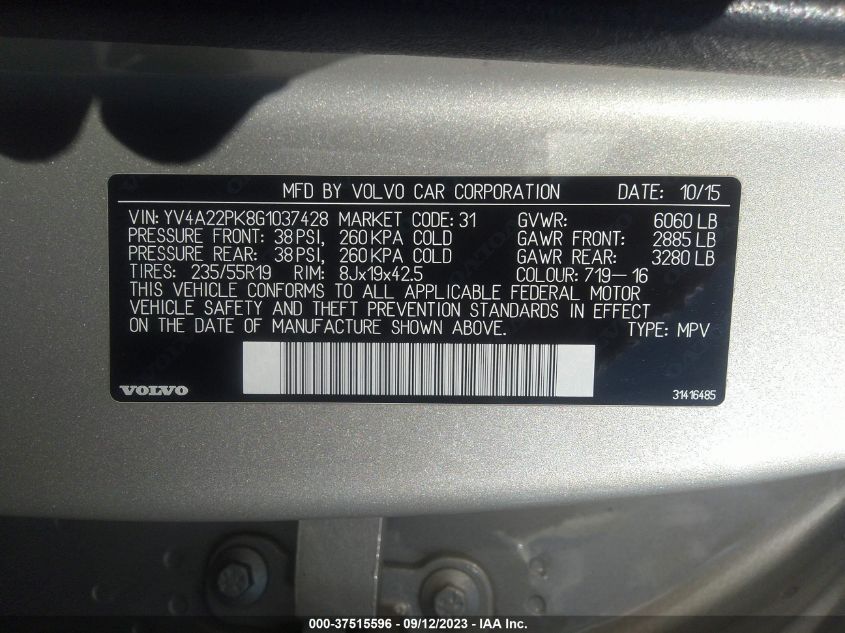 MFD BY VOLVO CAR CORPORATION DATE: 10/15
VIN: YV4A22PK8G1037428 MARKET CODE: 31 GVWR: 6060 LB
PRESSURE FRONT: 38 PSI, 260 KPA COLD GAWR FRONT: 2885 LB
PRESSURE REAR: 38 PSI, 260 KPA COLD GAWR REAR: 3280 LB
TIRES: 235/55R19 RIM: 8Jx19x42.5 COLOUR: 719-16
THIS VEHICLE CONFORMS TO ALL APPLICABLE FEDERAL MOTOR
VEHICLE SAFETY AND THEFT PREVENTION STANDARDS IN EFFECT
ON THE DATE OF MANUFACTURE SHOWN ABOVE. TYPE: MPV
VOLVO 31416485
000-37515596 - 09/12/2023 - IAA Inc.